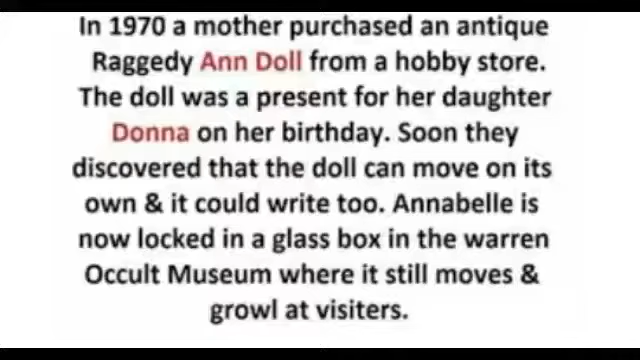 In 1970 a mother purchased an antique
Raggedy Ann Doll from a hobby store.
The doll was a present for her daughter
Donna on her birthday. Soon they
discovered that the doll can move on its
own & it could write too. Annabelle is
now locked in a glass box in the warren
Occult Museum where it still moves &
growl at visiters.